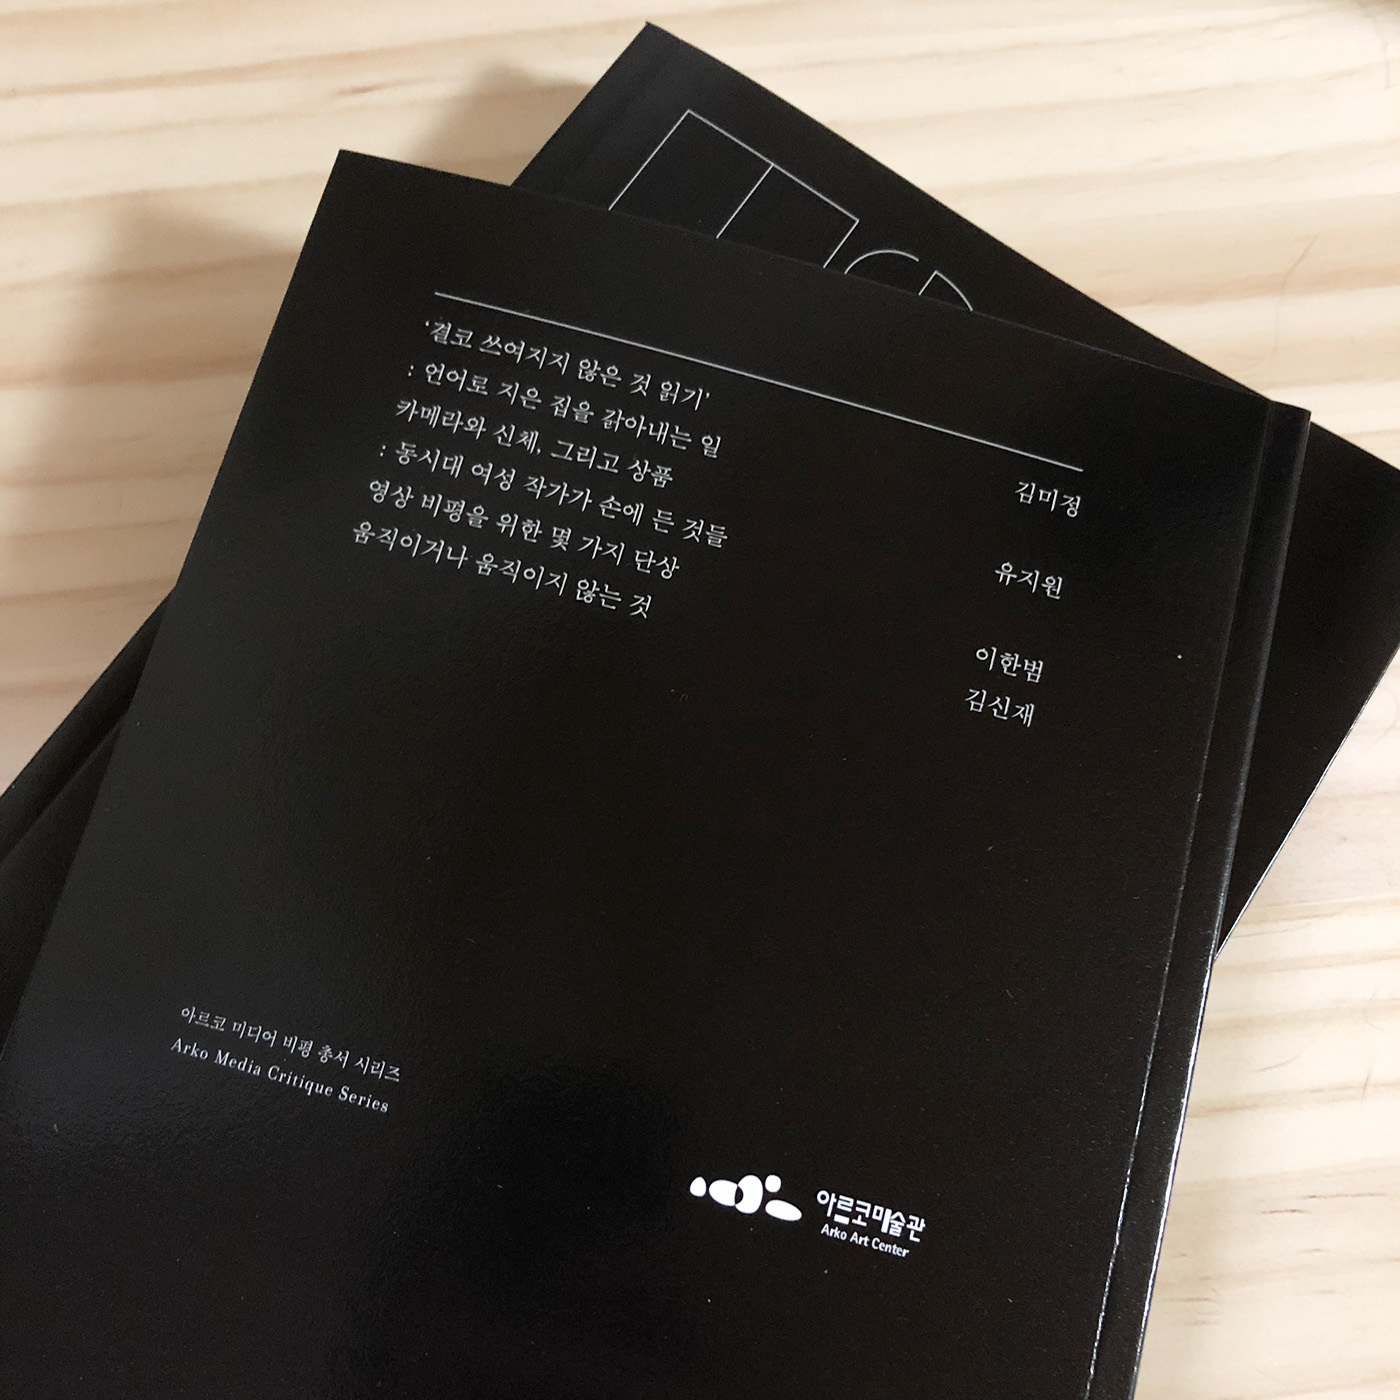 ‘결코 쓰여지지 않은 것 읽기’
: 언어로 지은 집을 갉아내는 일
김미정
카메라와 신체, 그리고 상품
: 동시대 여성 작가가 손에 든 것들
유지원
영상 비평을 위한 몇 가지 단상
이한범
움직이거나 움직이지 않는 것
김신재
아르코 미디어 비평 총서 시리즈
Arko Media Critique Series
아르코미술관
Arko Art Center